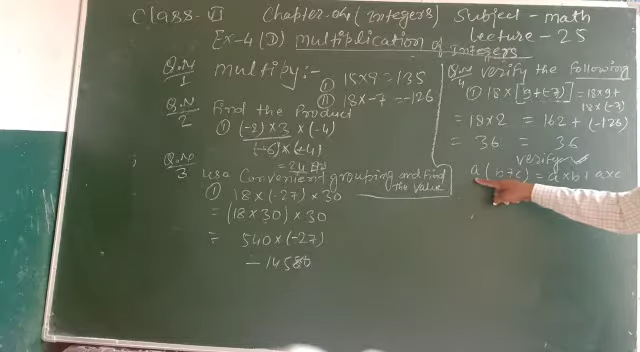 Class-VI Chapter-04 (Integers) Subject - math
Ex-4(D) multiplication of Integers Lecture - 25
Q.N 1 multipy:- (I) 15×9 = 135
(II) 18×-7 = -126
Q.N 2 Find the Product
(I) (-2)×3 × (-4)
(-6) × (-4)
= 24
Q.N 3 use convenient grouping and find the value
(I) 18×(-27)×30
= (18×30)×30
= 540×(-27)
-14580
Q.N 4 verify the following
(I) 18×[9+(-7)] = 18×9+
18×(-7)
= 18×2 = 162+(-126)
= 36 = 36
verify
a(b+c) = a×b+a×c